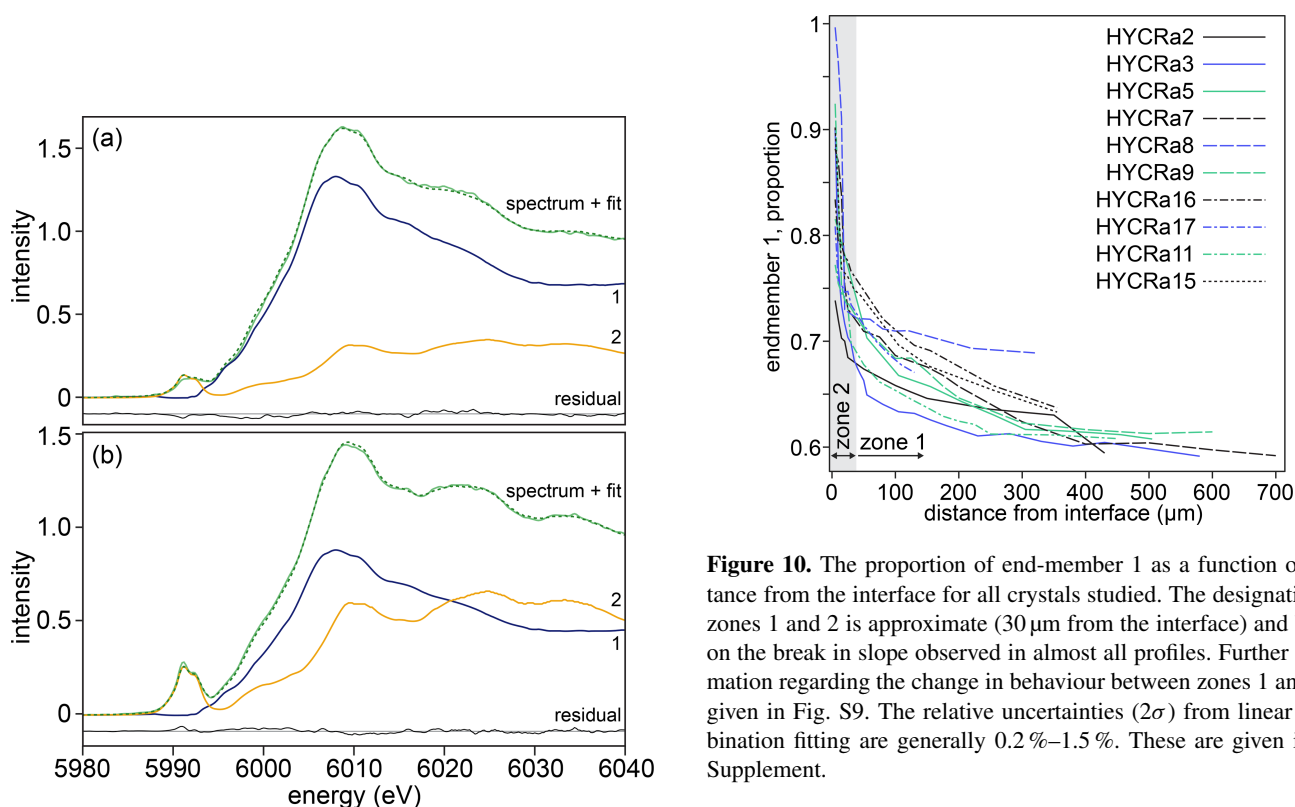 (a)
1.5
1.0
0.5
0
intensity
spectrum + fit
1
2
residual
(b)
1.5
1.0
0.5
0
intensity
spectrum + fit
2
1
residual
5980 5990 6000 6010 6020 6030 6040
energy (eV)
1
0.9
0.8
0.7
0.6
endmember 1, proportion
HYCRa2
HYCRa3
HYCRa5
HYCRa7
HYCRa8
HYCRa9
HYCRa16
HYCRa17
HYCRa11
HYCRa15
zone 2
zone 1
0 100 200 300 400 500 600 700
distance from interface (µm)
Figure 10. The proportion of end-member 1 as a function o
tance from the interface for all crystals studied. The designati
zones 1 and 2 is approximate (30 µm from the interface) and
on the break in slope observed in almost all profiles. Further
mation regarding the change in behaviour between zones 1 an
given in Fig. S9. The relative uncertainties (2σ) from linear
bination fitting are generally 0.2 %–1.5 %. These are given i
Supplement.